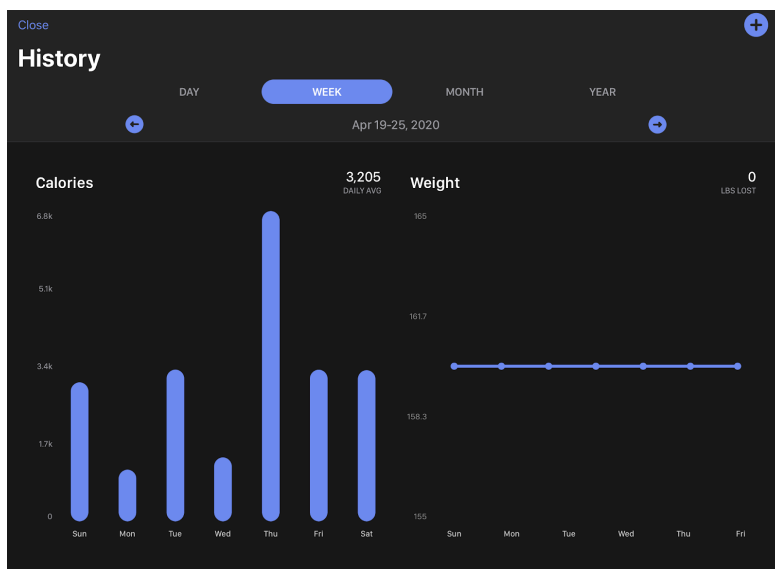 Close
History
DAY WEEK MONTH YEAR
Apr 19-25, 2020
Calories
3,205
DAILY AVG
6.8k
5.1k
3.4k
1.7k
0
Sun Mon Tue Wed Thu Fri Sat
Weight
0
LBS LOST
165
161.7
158.3
155
Sun Mon Tue Wed Thu Fri